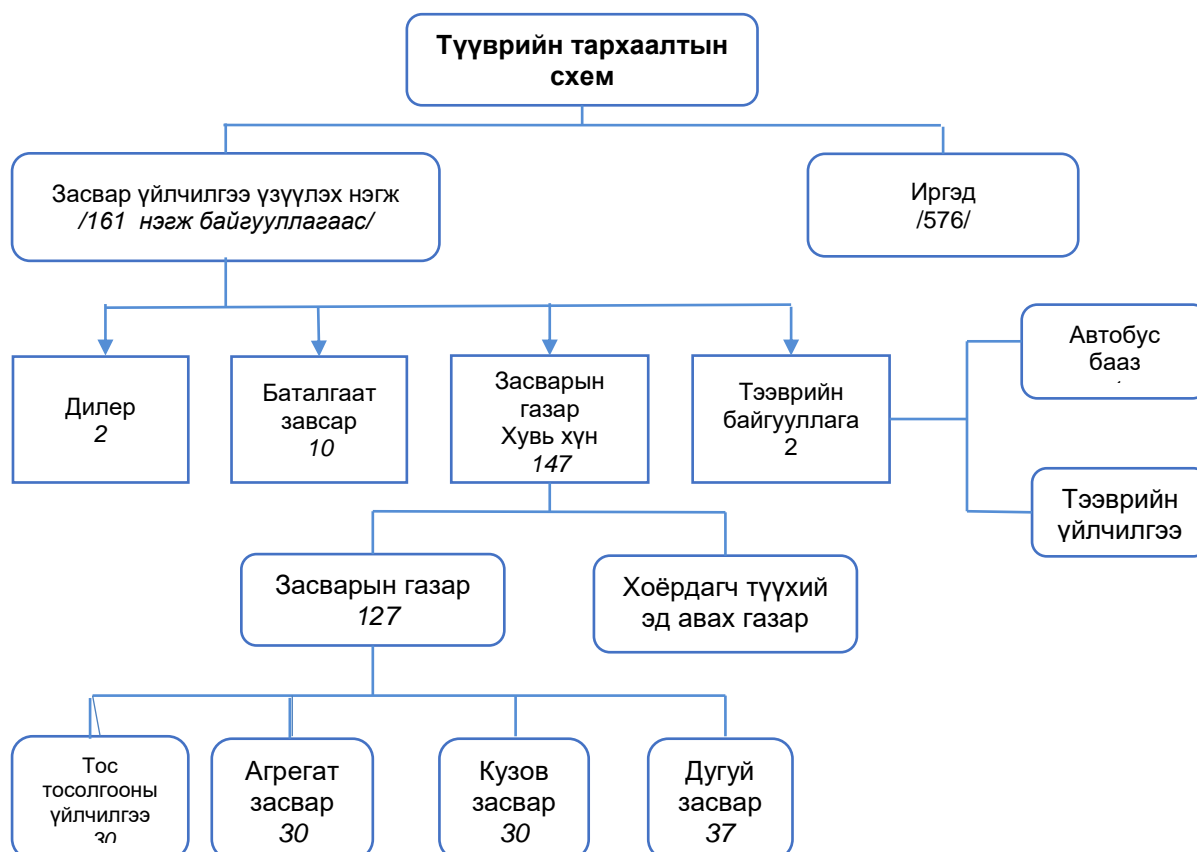 Түүврийн тархаалтын
схем
Засвар үйлчилгээ үзүүлэх нэгж
/161 нэгж байгууллагаас/
Иргэд
/576/
Дилер
2
Баталгаат
завсар
10
Засварын
газар
Хувь хүн
147
Тээврийн
байгууллага
2
Автобус
бааз
Тээврийн
үйлчилгээ
Засварын газар
127
Хоёрдагч түүхий
эд авах газар
Тос
тосолгооны
үйлчилгээ
30
Агрегат
засвар
30
Кузов
засвар
30
Дугуй
засвар
37